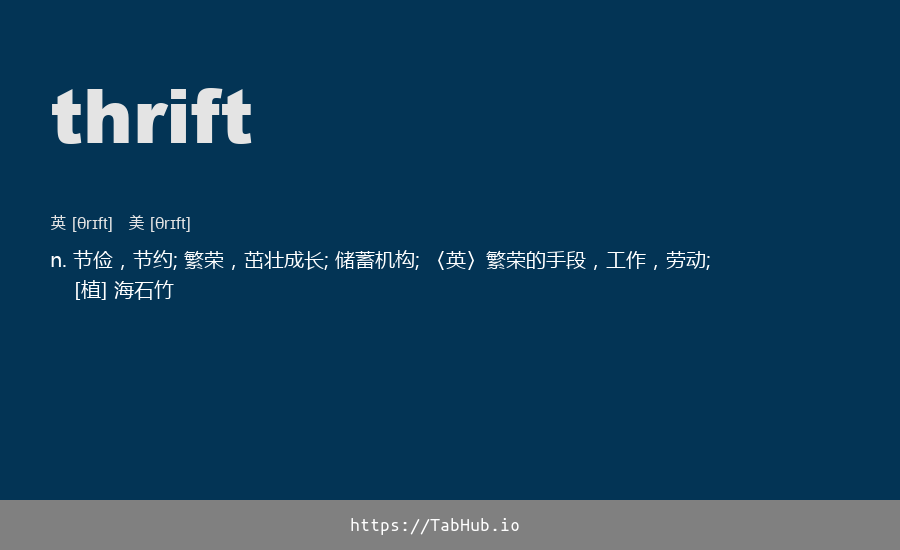 thrift
英 [θrɪft] 美 [θrɪft]
n. 节俭，节约; 繁荣，茁壮成长; 储蓄机构; 〈英〉繁荣的手段，工作，劳动;
[植] 海石竹
https://TabHub.io